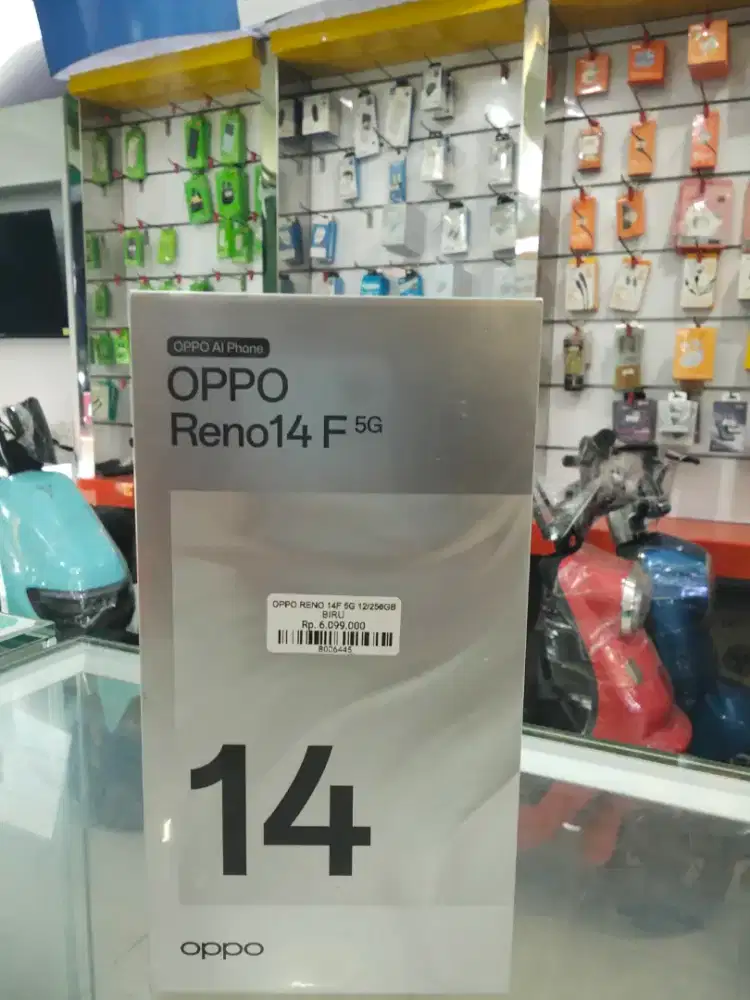 OPPO AI Phone
OPPO
Reno14 F 5G
OPPO RENO 14F 5G 12/256GB
BIRU
Rp. 6.099.000
8006445
14
oppo